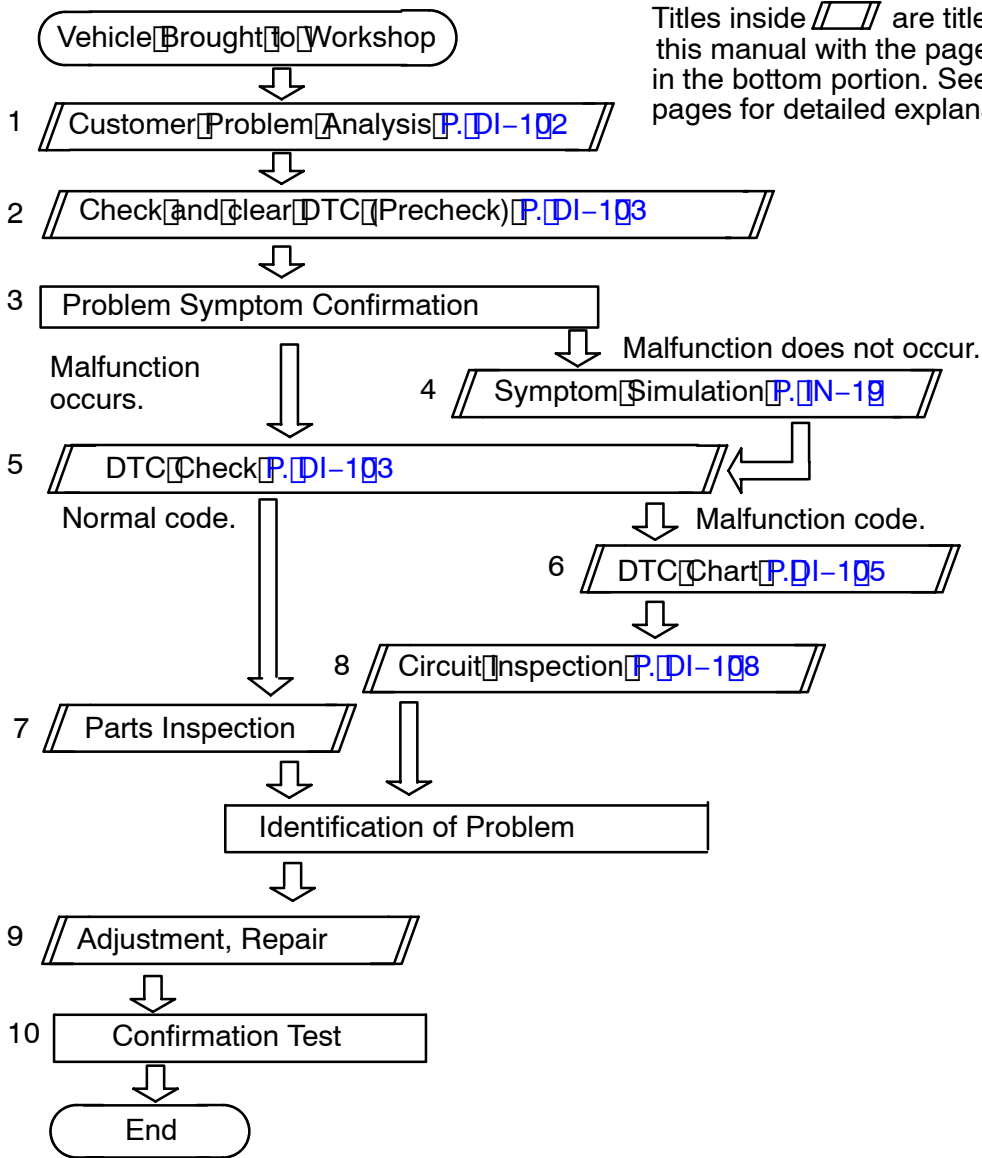 Vehicle Brought to Workshop
Titles inside are title
this manual with the page
in the bottom portion. See
pages for detailed explana
1 Customer Problem Analysis P. DI–102
2 Check and clear DTC (Precheck) P. DI–103
3 Problem Symptom Confirmation
Malfunction occurs.
Malfunction does not occur.
4 Symptom Simulation P. IN–19
5 DTC Check P. DI–103
Normal code.
Malfunction code.
6 DTC Chart P.DI–105
8 Circuit Inspection P. DI–108
7 Parts Inspection
Identification of Problem
9 Adjustment, Repair
10 Confirmation Test
End